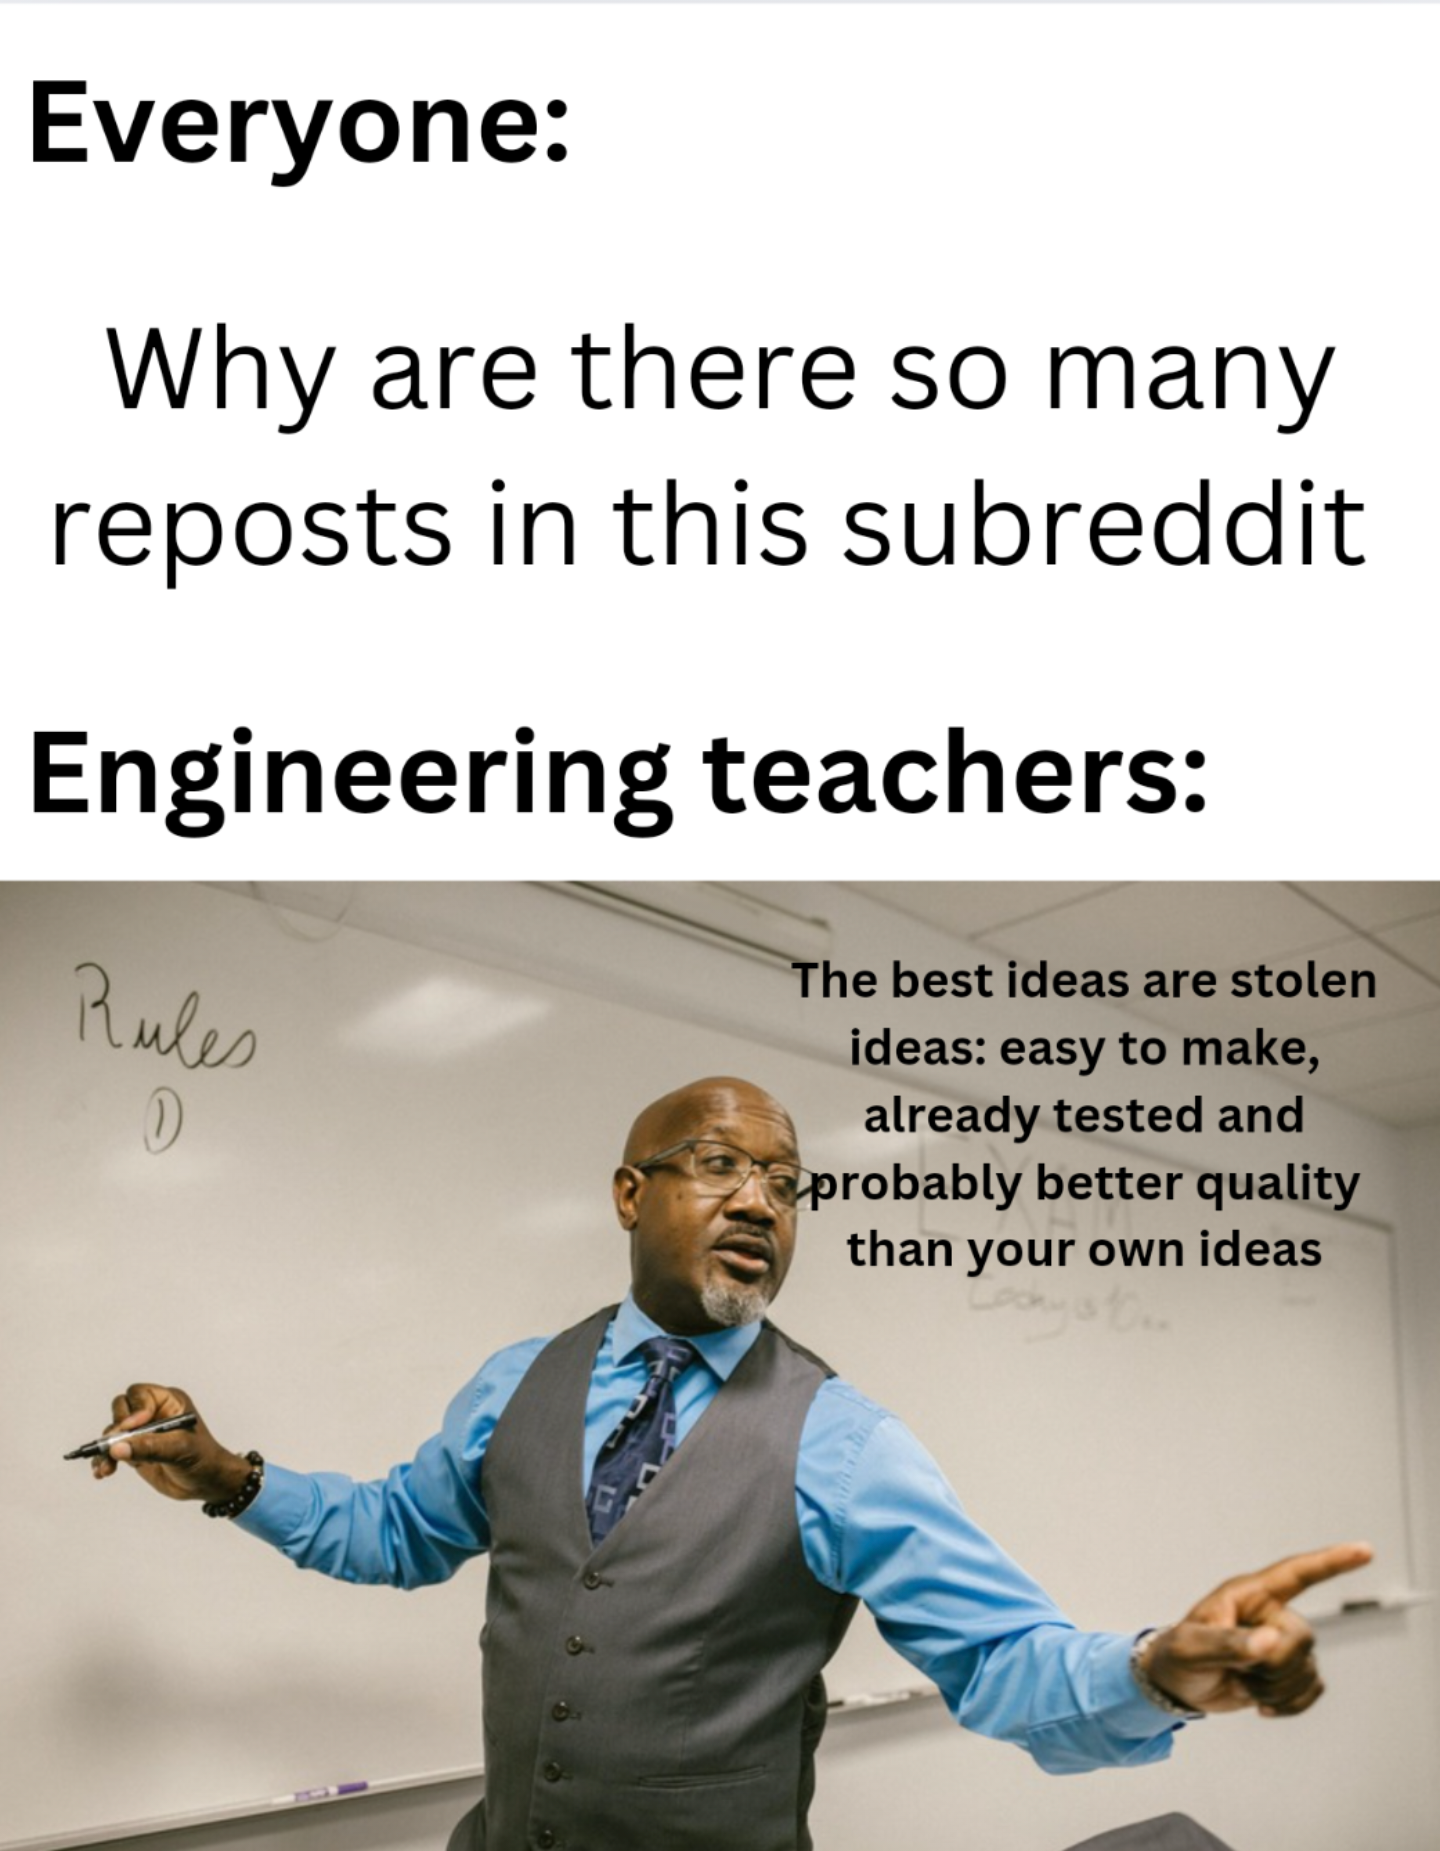 Everyone:
Why are there so many
reposts in this subreddit
Engineering teachers:
Rules
1
The best ideas are stolen
ideas: easy to make,
already tested and
probably better quality
than your own ideas
EXAM